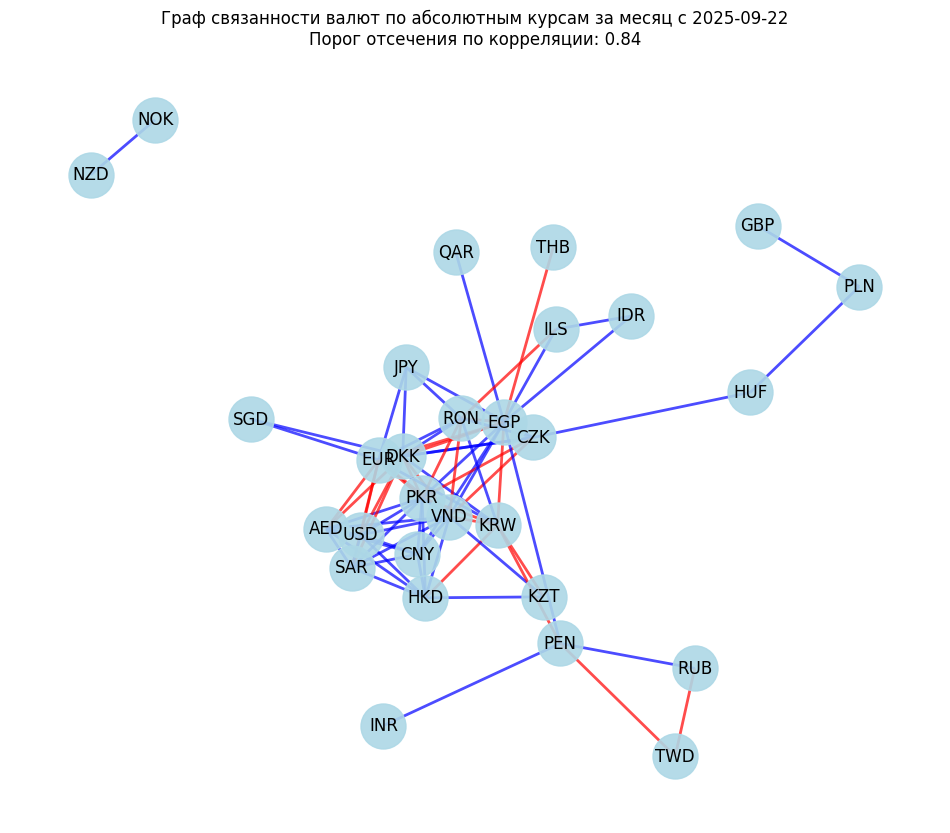 Граф связанности валют по абсолютным курсам за месяц с 2025-09-22
Порог отсечения по корреляции: 0.84
NOK
NZD
GBP
QAR
THB
PLN
IDR
ILS
JPY
HUF
SGD
RON
EGP
CZK
EUR
DKK
PKR
VND
KRW
AED
USD
CNY
SAR
HKD
KZT
PEN
RUB
INR
TWD